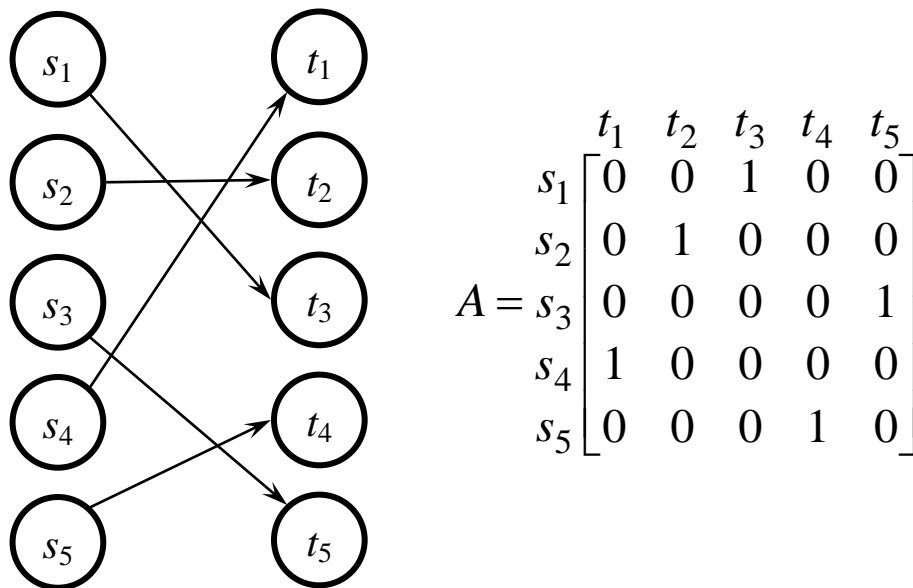 s1 t1
s2 t2
s3 t3
s4 t4
s5 t5
t1 t2 t3 t4 t5
s1 [0 0 1 0 0]
s2 [0 1 0 0 0]
A = s3 [0 0 0 0 1]
s4 [1 0 0 0 0]
s5 [0 0 0 1 0]